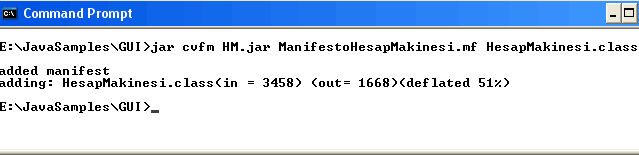 Command Prompt
E:\JavaSamples\GUI>jar cvfm HM.jar ManifestoHesapMakinesi.mf HesapMakinesi.class
added manifest
adding: HesapMakinesi.class(in = 3458) (out= 1668)(deflated 51%)
E:\JavaSamples\GUI>_